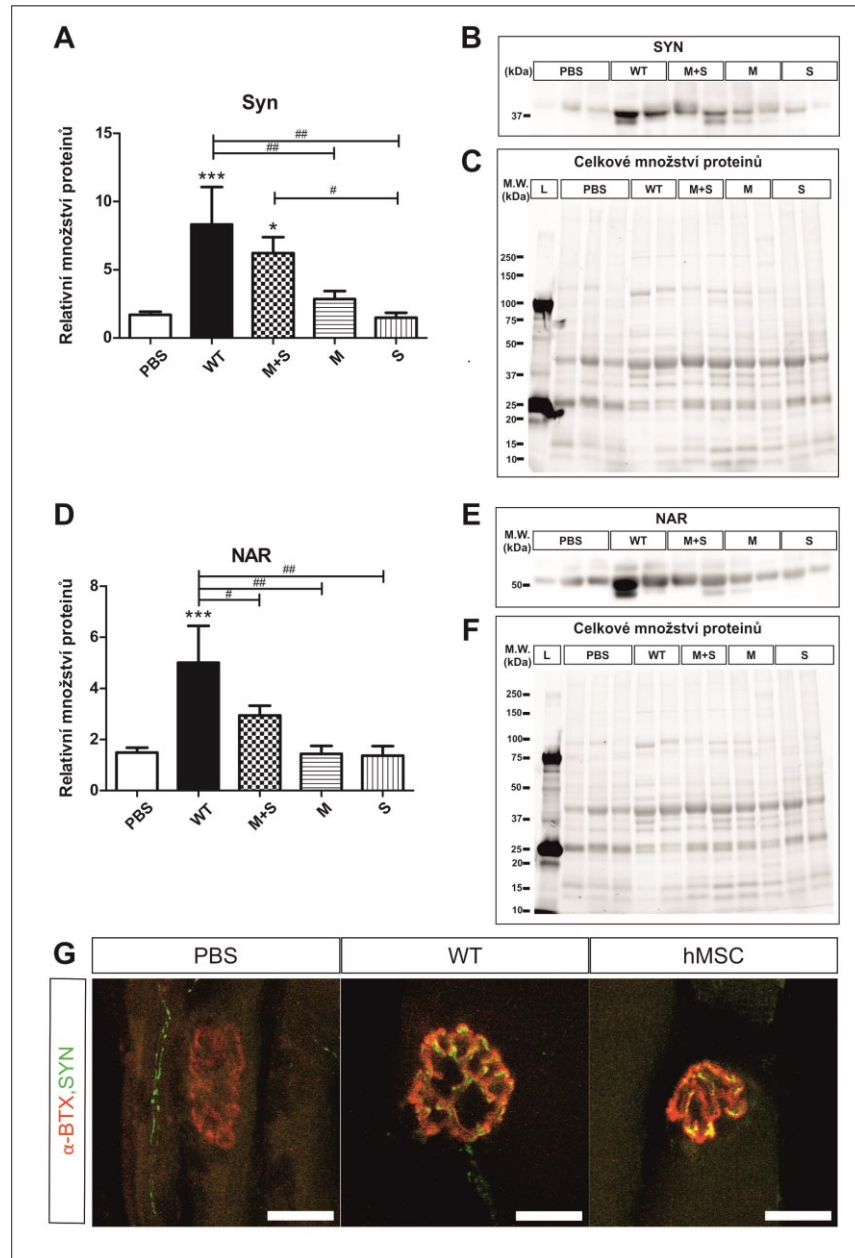 A
Syn
Relativní množství proteinů
15
10
5
0
***
*
##
##
#
PBS
WT
M+S
M
S
B
SYN
(kDa)
PBS
WT
M+S
M
S
37
C
Celkové množství proteinů
M.W.
(kDa)
L
PBS
WT
M+S
M
S
250
150
100
75
50
37
25
20
15
10
D
NAR
Relativní množství proteinů
8
6
4
2
0
***
##
##
#
PBS
WT
M+S
M
S
E
NAR
M.W.
(kDa)
PBS
WT
M+S
M
S
50
F
Celkové množství proteinů
M.W.
(kDa)
L
PBS
WT
M+S
M
S
250
150
100
75
50
37
25
20
15
10
G
PBS
WT
hMSC
α-BTX,SYN